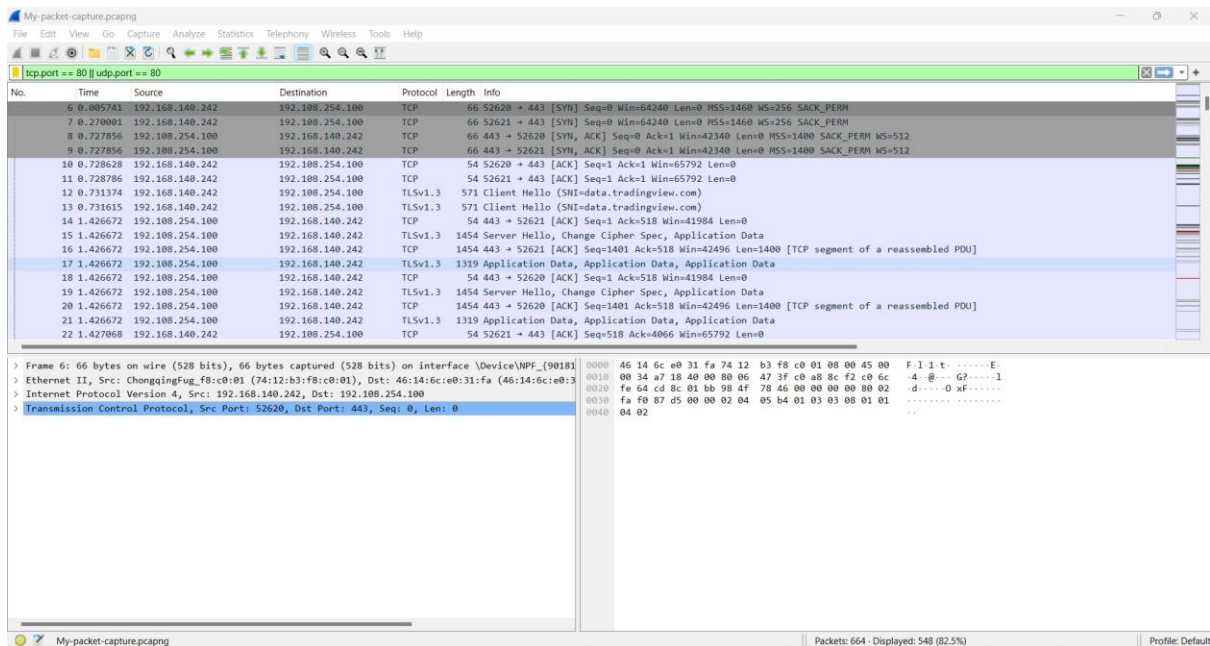 My-packet-capture.pcapng
File Edit View Go Capture Analyze Statistics Telephony Wireless Tools Help
tcp.port == 80 || udp.port == 80
No. Time Source Destination Protocol Length Info
6 0.005741 192.168.140.242 192.108.254.100 TCP 66 52620 → 443 [SYN] Seq=0 Win=64240 Len=0 MSS=1460 WS=256 SACK_PERM
7 0.270001 192.168.140.242 192.108.254.100 TCP 66 52621 → 443 [SYN] Seq=0 Win=64240 Len=0 MSS=1460 WS=256 SACK_PERM
8 0.727856 192.108.254.100 192.168.140.242 TCP 66 443 → 52620 [SYN, ACK] Seq=0 Ack=1 Win=42340 Len=0 MSS=1400 SACK_PERM WS=512
9 0.727856 192.108.254.100 192.168.140.242 TCP 66 443 → 52621 [SYN, ACK] Seq=0 Ack=1 Win=42340 Len=0 MSS=1400 SACK_PERM WS=512
10 0.728628 192.168.140.242 192.108.254.100 TCP 54 52620 → 443 [ACK] Seq=1 Ack=1 Win=65792 Len=0
11 0.728786 192.168.140.242 192.108.254.100 TCP 54 52621 → 443 [ACK] Seq=1 Ack=1 Win=65792 Len=0
12 0.731374 192.168.140.242 192.108.254.100 TLSv1.3 571 Client Hello (SNI=data.tradingview.com)
13 0.731615 192.168.140.242 192.108.254.100 TLSv1.3 571 Client Hello (SNI=data.tradingview.com)
14 1.426672 192.108.254.100 192.168.140.242 TCP 54 443 → 52621 [ACK] Seq=1 Ack=518 Win=41984 Len=0
15 1.426672 192.108.254.100 192.168.140.242 TLSv1.3 1454 Server Hello, Change Cipher Spec, Application Data
16 1.426672 192.108.254.100 192.168.140.242 TCP 1454 443 → 52621 [ACK] Seq=1401 Ack=518 Win=42496 Len=1400 [TCP segment of a reassembled PDU]
17 1.426672 192.108.254.100 192.168.140.242 TLSv1.3 1319 Application Data, Application Data, Application Data
18 1.426672 192.108.254.100 192.168.140.242 TCP 54 443 → 52620 [ACK] Seq=1 Ack=518 Win=41984 Len=0
19 1.426672 192.108.254.100 192.168.140.242 TLSv1.3 1454 Server Hello, Change Cipher Spec, Application Data
20 1.426672 192.108.254.100 192.168.140.242 TCP 1454 443 → 52620 [ACK] Seq=1401 Ack=518 Win=42496 Len=1400 [TCP segment of a reassembled PDU]
21 1.426672 192.108.254.100 192.168.140.242 TLSv1.3 1319 Application Data, Application Data, Application Data
22 1.427068 192.168.140.242 192.108.254.100 TCP 54 52621 → 443 [ACK] Seq=518 Ack=4066 Win=65792 Len=0
> Frame 6: 66 bytes on wire (528 bits), 66 bytes captured (528 bits) on interface \Device\NPF_{90181
> Ethernet II, Src: ChongqingFug_f8:c0:01 (74:12:b3:f8:c0:01), Dst: 46:14:6c:e0:31:fa (46:14:6c:e0:3
> Internet Protocol Version 4, Src: 192.168.140.242, Dst: 192.108.254.100
> Transmission Control Protocol, Src Port: 52620, Dst Port: 443, Seq: 0, Len: 0
0000 46 14 6c e0 31 fa 74 12 b3 f8 c0 01 08 00 45 00 F·l·1·t· ······E·
0010 00 34 a7 18 40 00 80 06 47 3f c0 a8 8c f2 c0 6c ·4··@··· G?·····l
0020 fe 64 cd 8c 01 bb 98 4f 78 46 00 00 00 00 80 02 ·d·····O xF······
0030 fa f0 87 d5 00 00 02 04 05 b4 01 03 03 08 01 01 ········ ········
0040 04 02 ··
My-packet-capture.pcapng
Packets: 664 · Displayed: 548 (82.5%)
Profile: Default